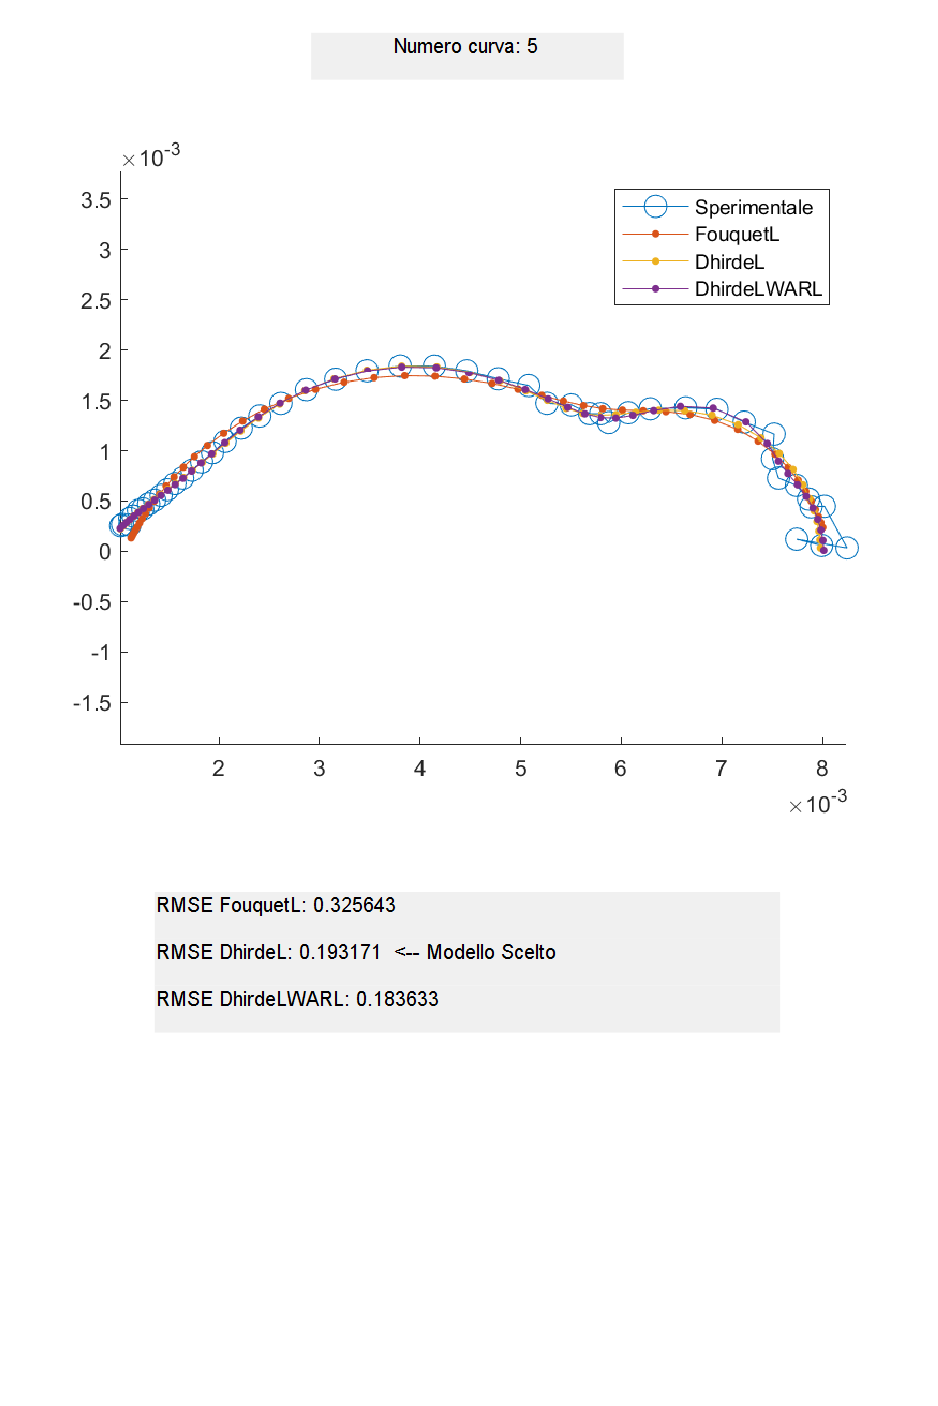 Numero curva: 5
×10-3
3.5
3
2.5
2
1.5
1
0.5
0
-0.5
-1
-1.5
Sperimentale
FouquetL
DhirdeL
DhirdeLWARL
2 3 4 5 6 7 8
×10-3
RMSE FouquetL: 0.325643
RMSE DhirdeL: 0.193171 <-- Modello Scelto
RMSE DhirdeLWARL: 0.183633